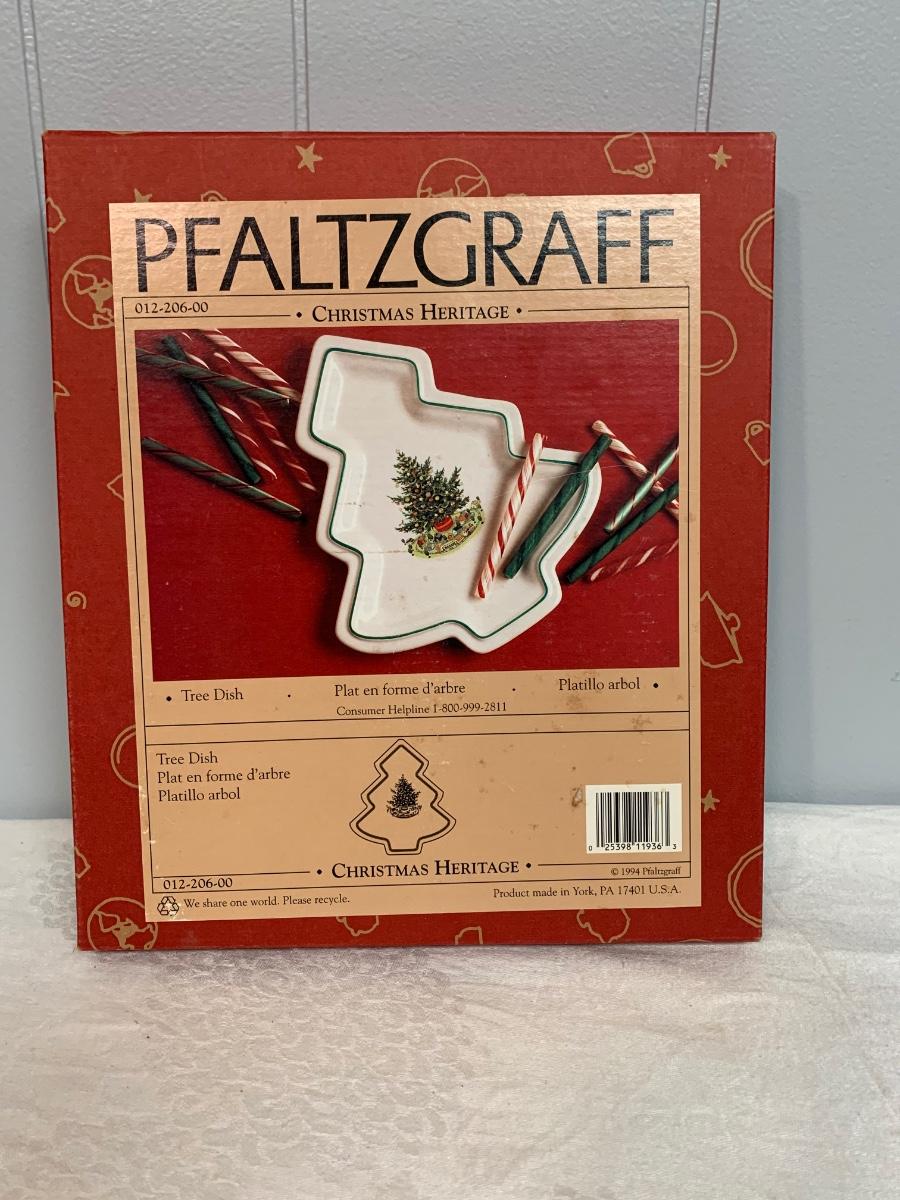 PFALTZGRAFF
012-206-00
• CHRISTMAS HERITAGE •
• Tree Dish · Plat en forme d'arbre · Platillo arbol •
Consumer Helpline 1-800-999-2811
Tree Dish
Plat en forme d'arbre
Platillo arbol
0 25398 11936 3
• CHRISTMAS HERITAGE •
012-206-00
© 1994 Pfaltzgraff
We share one world. Please recycle.
Product made in York, PA 17401 U.S.A.